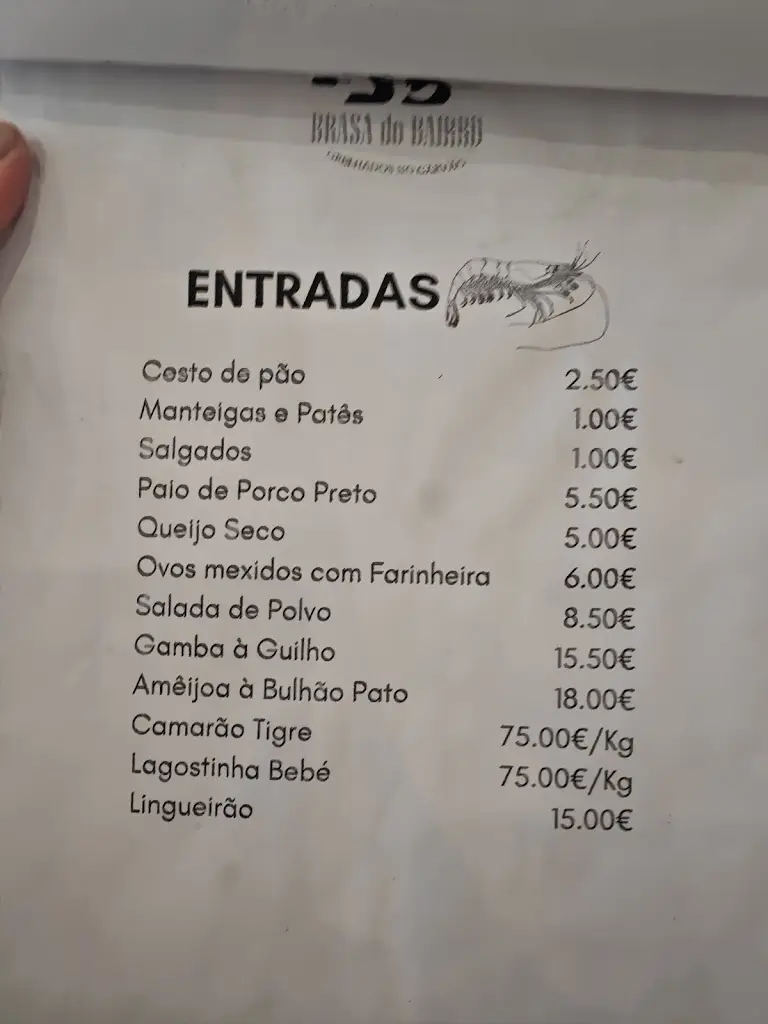 BRASA do BAIRRO
GRELHADOS NO CARVÃO
ENTRADAS
Cesto de pão 2.50€
Manteigas e Patês 1.00€
Salgados 1.00€
Paio de Porco Preto 5.50€
Queijo Seco 5.00€
Ovos mexidos com Farinheira 6.00€
Salada de Polvo 8.50€
Gamba à Guilho 15.50€
Amêijoa à Bulhão Pato 18.00€
Camarão Tigre 75.00€/Kg
Lagostinha Bebé 75.00€/Kg
Lingueirão 15.00€